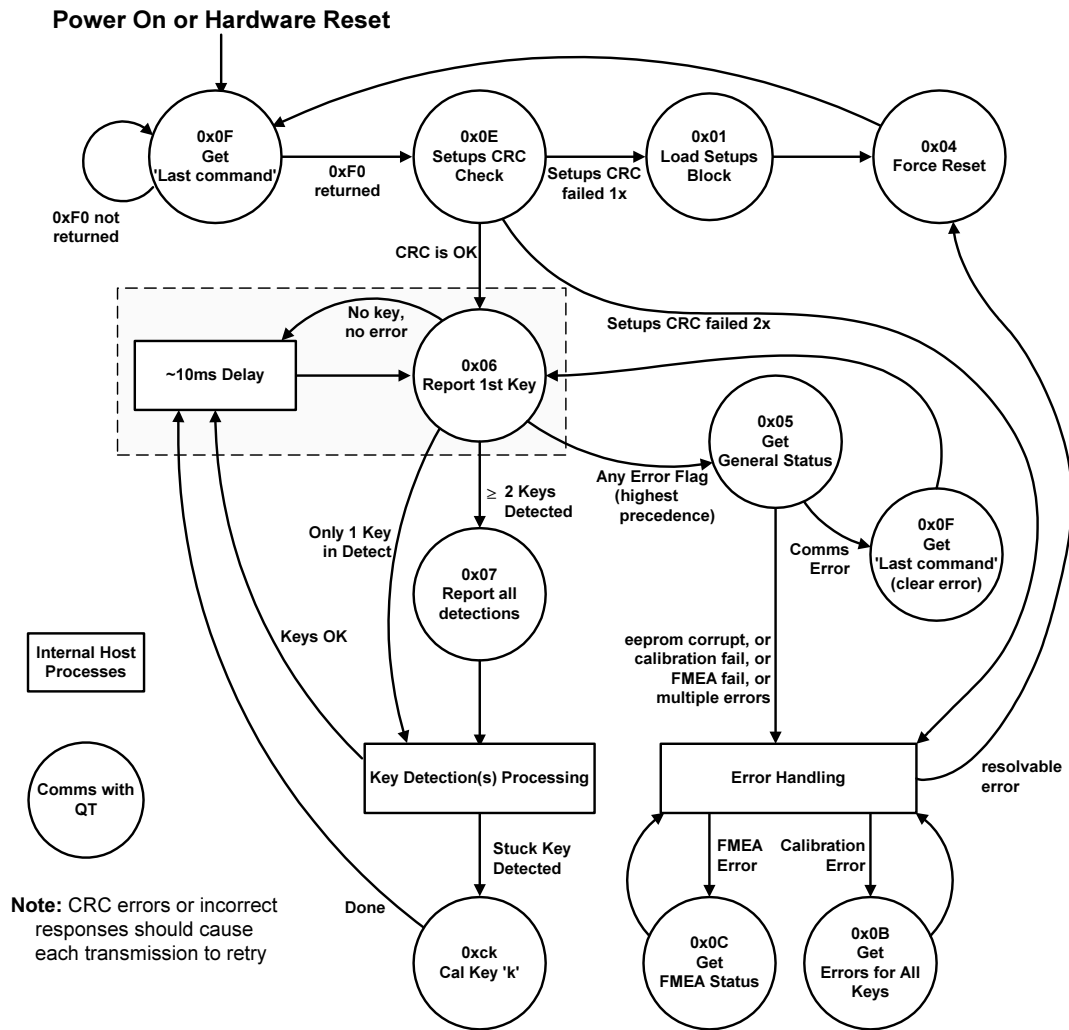 Power On or Hardware Reset
0x0F
Get
'Last command'
0xF0 not
returned
0xF0
returned
0x0E
Setups CRC
Check
Setups CRC
failed 1x
0x01
Load Setups
Block
0x04
Force Reset
CRC is OK
Setups CRC failed 2x
No key,
no error
~10ms Delay
0x06
Report 1st Key
0x05
Get
General Status
Any Error Flag
(highest
precedence)
≥ 2 Keys
Detected
Only 1 Key
in Detect
Comms
Error
0x0F
Get
'Last command'
(clear error)
0x07
Report all
detections
Keys OK
eeprom corrupt, or
calibration fail, or
FMEA fail, or
multiple errors
Internal Host
Processes
Key Detection(s) Processing
Error Handling
resolvable
error
Comms with
QT
Stuck Key
Detected
FMEA
Error
Calibration
Error
Note: CRC errors or incorrect
responses should cause
each transmission to retry
Done
0xck
Cal Key 'k'
0x0C
Get
FMEA Status
0x0B
Get
Errors for All
Keys